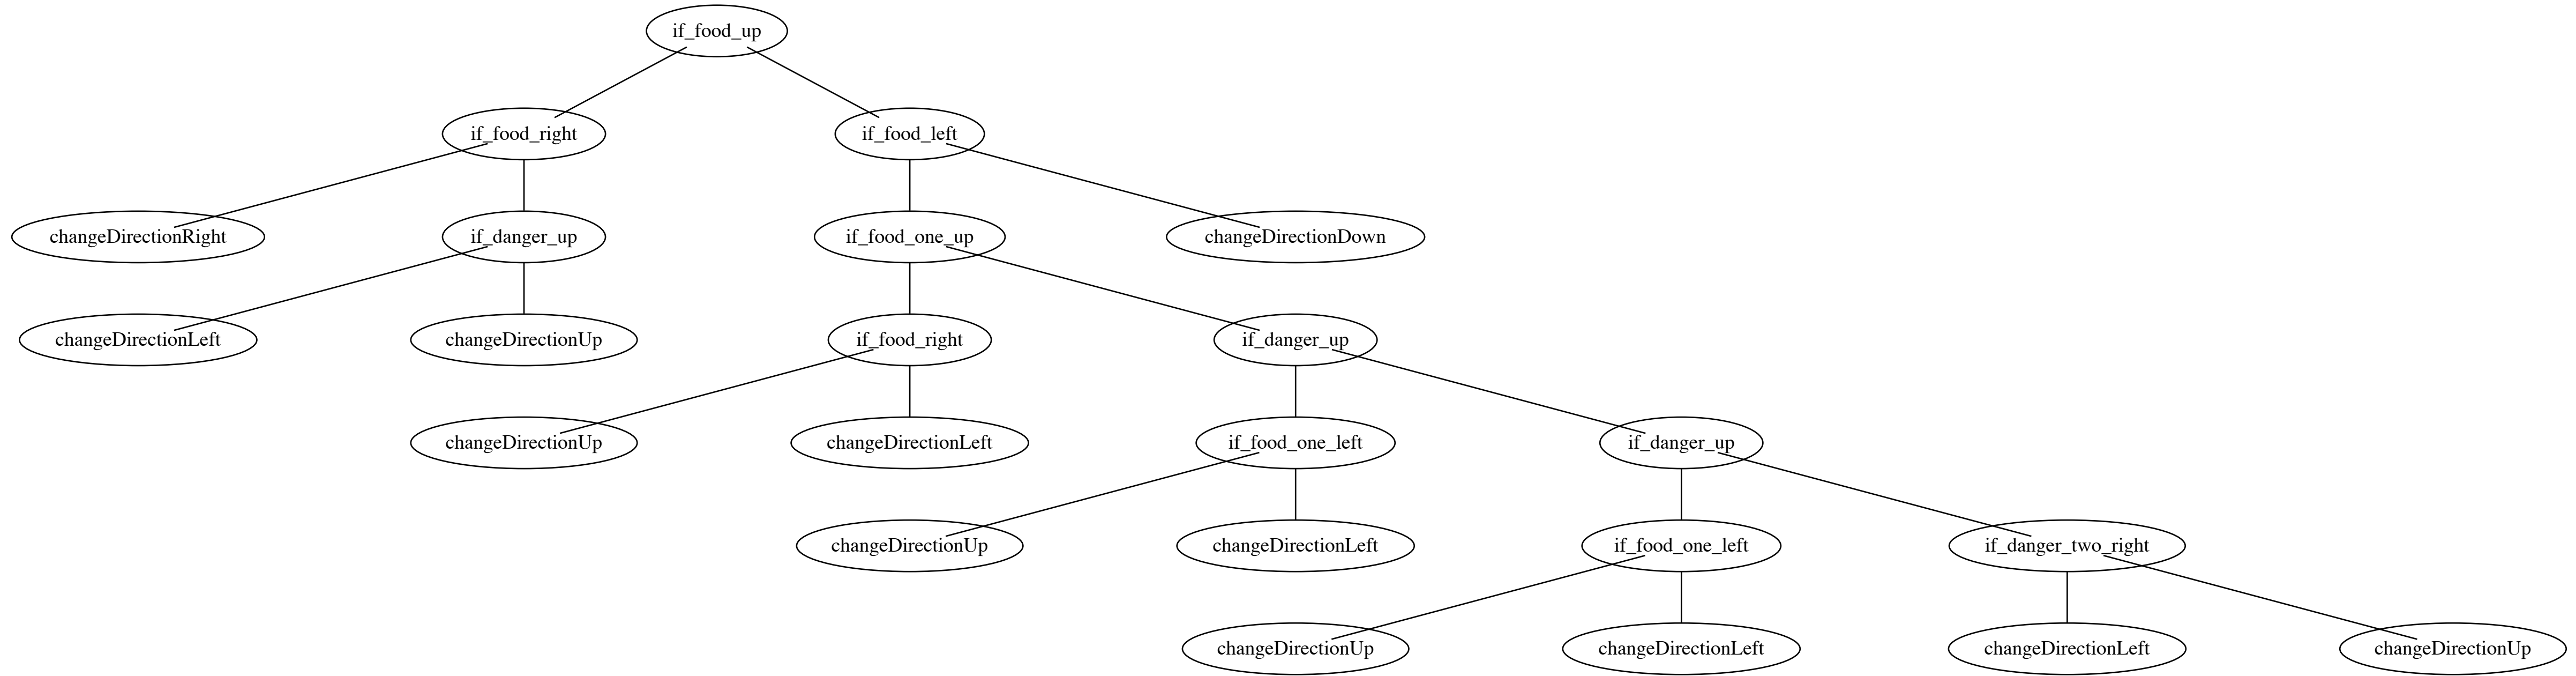 if_food_up
if_food_right
if_food_left
changeDirectionRight
if_danger_up
if_food_one_up
changeDirectionDown
changeDirectionLeft
changeDirectionUp
if_food_right
if_danger_up
changeDirectionUp
changeDirectionLeft
if_food_one_left
if_danger_up
changeDirectionUp
changeDirectionLeft
if_food_one_left
if_danger_two_right
changeDirectionUp
changeDirectionLeft
changeDirectionLeft
changeDirectionUp